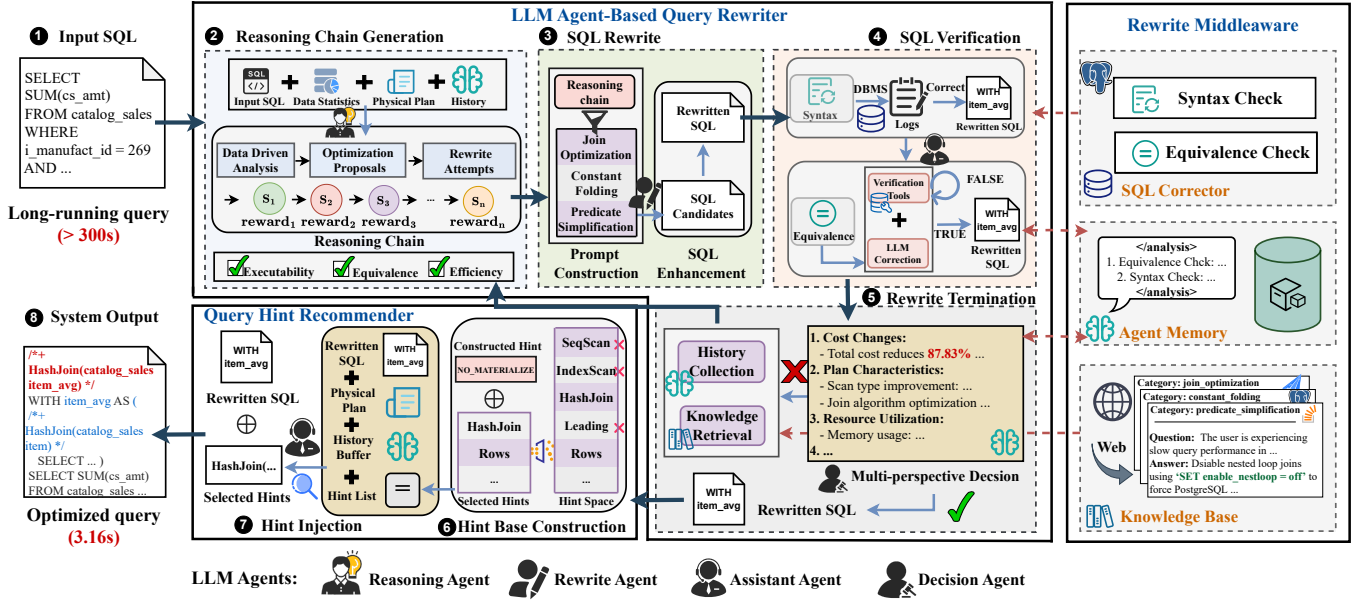 LLM Agent-Based Query Rewriter
❶ Input SQL
SELECT
SUM(cs_amt)
FROM catalog_sales
WHERE
i_manufact_id = 269
AND ...
Long-running query
(> 300s)
❷ Reasoning Chain Generation
SQL
Input SQL
Data Statistics
Physical Plan
History
Data Driven
Analysis
Optimization
Proposals
Rewrite
Attempts
S1
S2
S3
...
Sn
reward1
reward2
reward3
rewardn
Reasoning Chain
Executability
Equivalence
Efficiency
❸ SQL Rewrite
Reasoning
chain
Join
Optimization
Constant
Folding
Predicate
Simplification
Prompt
Construction
Rewritten
SQL
SQL
Candidates
SQL
Enhancement
❹ SQL Verification
Syntax
DBMS
Logs
Correct
WITH
item_avg
Rewritten SQL
Equivalence
Verification
Tools
LLM
Correction
FALSE
TRUE
WITH
item_avg
Rewritten
SQL
❺ Rewrite Termination
History
Collection
Knowledge
Retrieval
1. Cost Changes:
- Total cost reduces 87.83% ...
2. Plan Characteristics:
- Scan type improvement: ...
- Join algorithm optimization ...
3. Resource Utilization:
- Memory usage: ...
4. ...
Multi-perspective Decsion
WITH
item_avg
Rewritten SQL
Query Hint Recommender
Constructed Hint
NO_MATERIALIZE
HashJoin
Rows
...
Selected Hints
SeqScan
IndexScan
HashJoin
Leading
Rows
...
Hint Space
❻ Hint Base Construction
Rewritten
SQL
Physical
Plan
History
Buffer
Hint List
WITH
item_avg
❼ Hint Injection
WITH
item_avg
Rewritten SQL
HashJoin(...
Selected Hints
❽ System Output
/*+
HashJoin(catalog_sales
item_avg) */
WITH item_avg AS (
/*+
HashJoin(catalog_sales
item) */
SELECT ... )
SELECT SUM(cs_amt)
FROM catalog_sales ...
Optimized query
(3.16s)
Rewrite Middleaware
Syntax Check
Equivalence Check
SQL Corrector
</analysis>
1. Equivalence Chck: ...
2. Syntax Check: ...
</analysis>
Agent Memory
Web
Category: join_optimization
Category: constant_folding
Category: predicate_simplification
Question: The user is experiencing
slow query performance in ...
Answer: Dsiable nested loop joins
using ‘SET enable_nestloop = off’ to
force PostgreSQL ...
Knowledge Base
LLM Agents:
Reasoning Agent
Rewrite Agent
Assistant Agent
Decision Agent